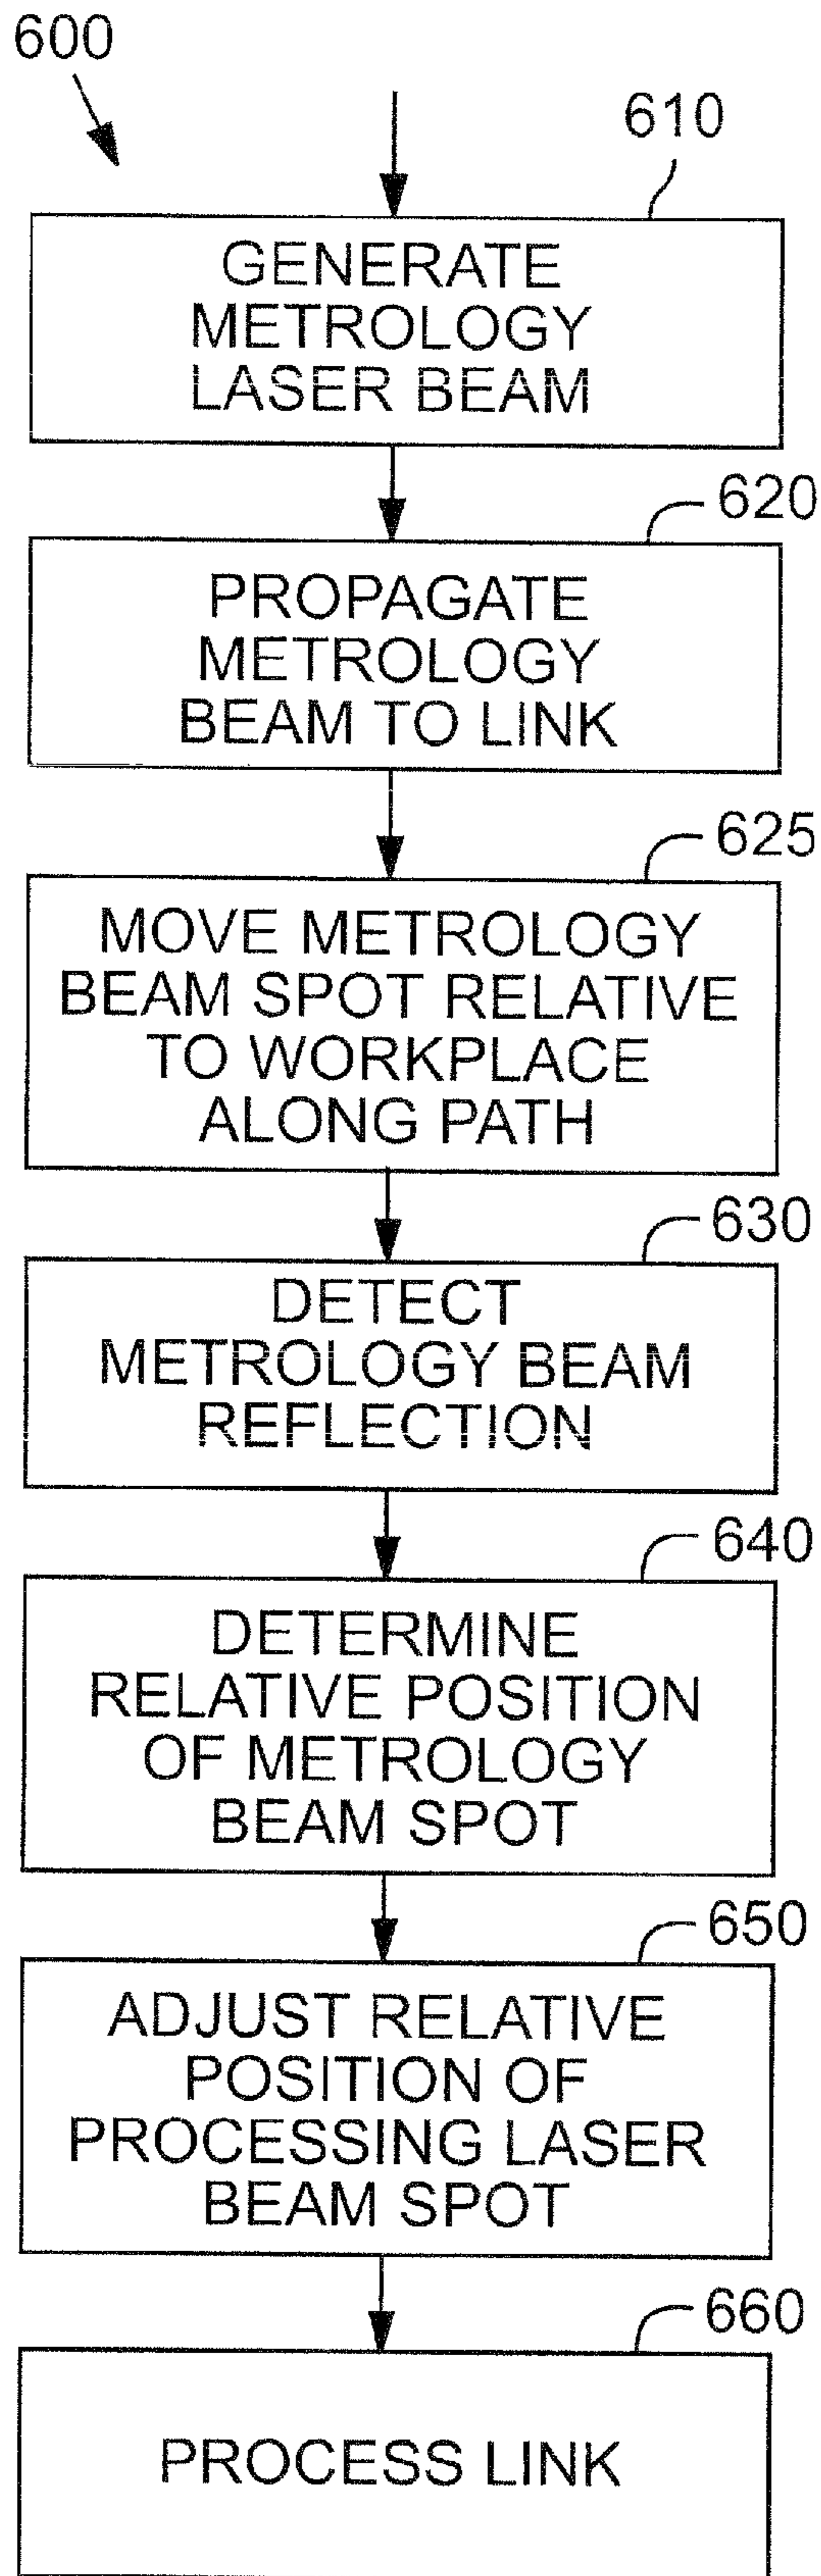 600
610
GENERATE
METROLOGY
LASER BEAM
620
PROPAGATE
METROLOGY
BEAM TO LINK
625
MOVE METROLOGY
BEAM SPOT RELATIVE
TO WORKPLACE
ALONG PATH
630
DETECT
METROLOGY BEAM
REFLECTION
640
DETERMINE
RELATIVE POSITION
OF METROLOGY
BEAM SPOT
650
ADJUST RELATIVE
POSITION OF
PROCESSING LASER
BEAM SPOT
660
PROCESS LINK